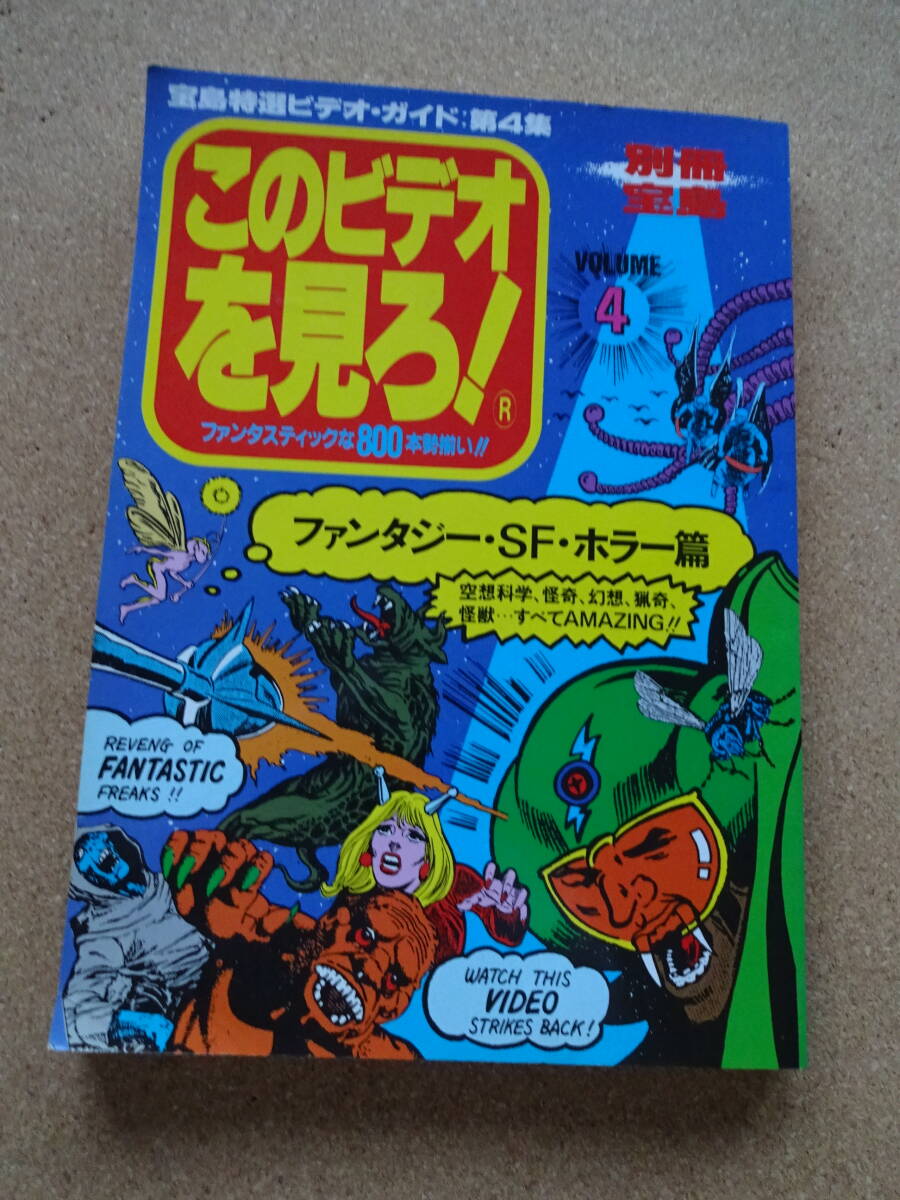 宝島特選ビデオ・ガイド:第4集
このビデオ
を見ろ!
R
ファンタスティックな800本勢揃い!!
別冊
宝島
VOLUME
4
ファンタジー・SF・ホラー篇
空想科学、怪奇、幻想、猟奇、
怪獣…すべてAMAZING!!
REVENG OF
FANTASTIC
FREAKS!!
WATCH THIS
VIDEO
STRIKES BACK!